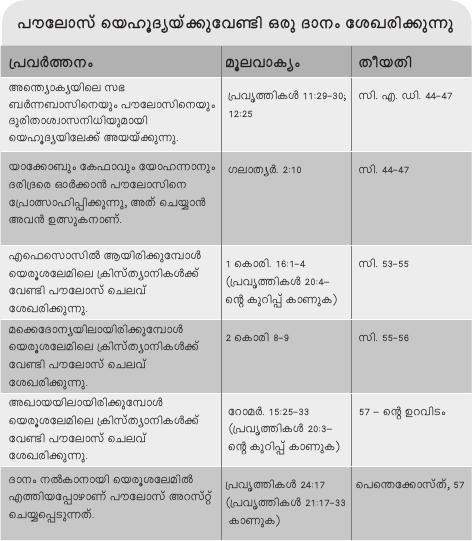 പൗലോസ് യെഹൂദ്യയ്ക്കുവേണ്ടി ഒരു ദാനം ശേഖരിക്കുന്നു
പ്രവർത്തനം മൂലവാക്യം തീയതി
അന്ത്യൊക്യയിലെ സഭ
ബർന്നബാസിനെയും പൗലോസിനെയും
ദുരിതാശ്വാസനിധിയുമായി
യെഹൂദ്യയിലേക്ക് അയയ്ക്കുന്നു.
പ്രവൃത്തികൾ 11:29-30;
12:25
സി. എ. ഡി. 44-47
യാക്കോബും കേഫാവും യോഹന്നാനും
ദരിദ്രരെ ഓർക്കാൻ പൗലോസിനെ
പ്രോത്സാഹിപ്പിക്കുന്നു, അത് ചെയ്യാൻ
അവൻ ഉത്സുകനാണ്.
ഗലാത്യർ. 2:10
സി. 44-47
എഫെസൊസിൽ ആയിരിക്കുമ്പോൾ
യെരൂശലേമിലെ ക്രിസ്ത്യാനികൾക്ക്
വേണ്ടി പൗലോസ് ചെലവ്
ശേഖരിക്കുന്നു.
1 കൊരി. 16:1-4
(പ്രവൃത്തികൾ 20:4-
ന്റെ കുറിപ്പ് കാണുക)
സി. 53-55
മക്കെദോന്യയിലായിരിക്കുമ്പോൾ
യെരൂശലേമിലെ ക്രിസ്ത്യാനികൾക്ക്
വേണ്ടി പൗലോസ് ചെലവ്
ശേഖരിക്കുന്നു.
2 കൊരി 8-9
സി. 55-56
അഖായയിലായിരിക്കുമ്പോൾ
യെരൂശലേമിലെ ക്രിസ്ത്യാനികൾക്ക്
വേണ്ടി പൗലോസ് ചെലവ്
ശേഖരിക്കുന്നു.
റോമർ. 15:25-33
(പ്രവൃത്തികൾ 20:3-
ന്റെ കുറിപ്പ് കാണുക)
57 – ന്റെ ഉറവിടം
ദാനം നൽകാനായി യെരൂശലേമിൽ
എത്തിയപ്പോഴാണ് പൗലോസ് അറസ്റ്റ്
ചെയ്യപ്പെടുന്നത്.
പ്രവൃത്തികൾ 24:17
(പ്രവൃത്തികൾ 21:17-33
കാണുക)
പെന്തെക്കോസ്ത്, 57